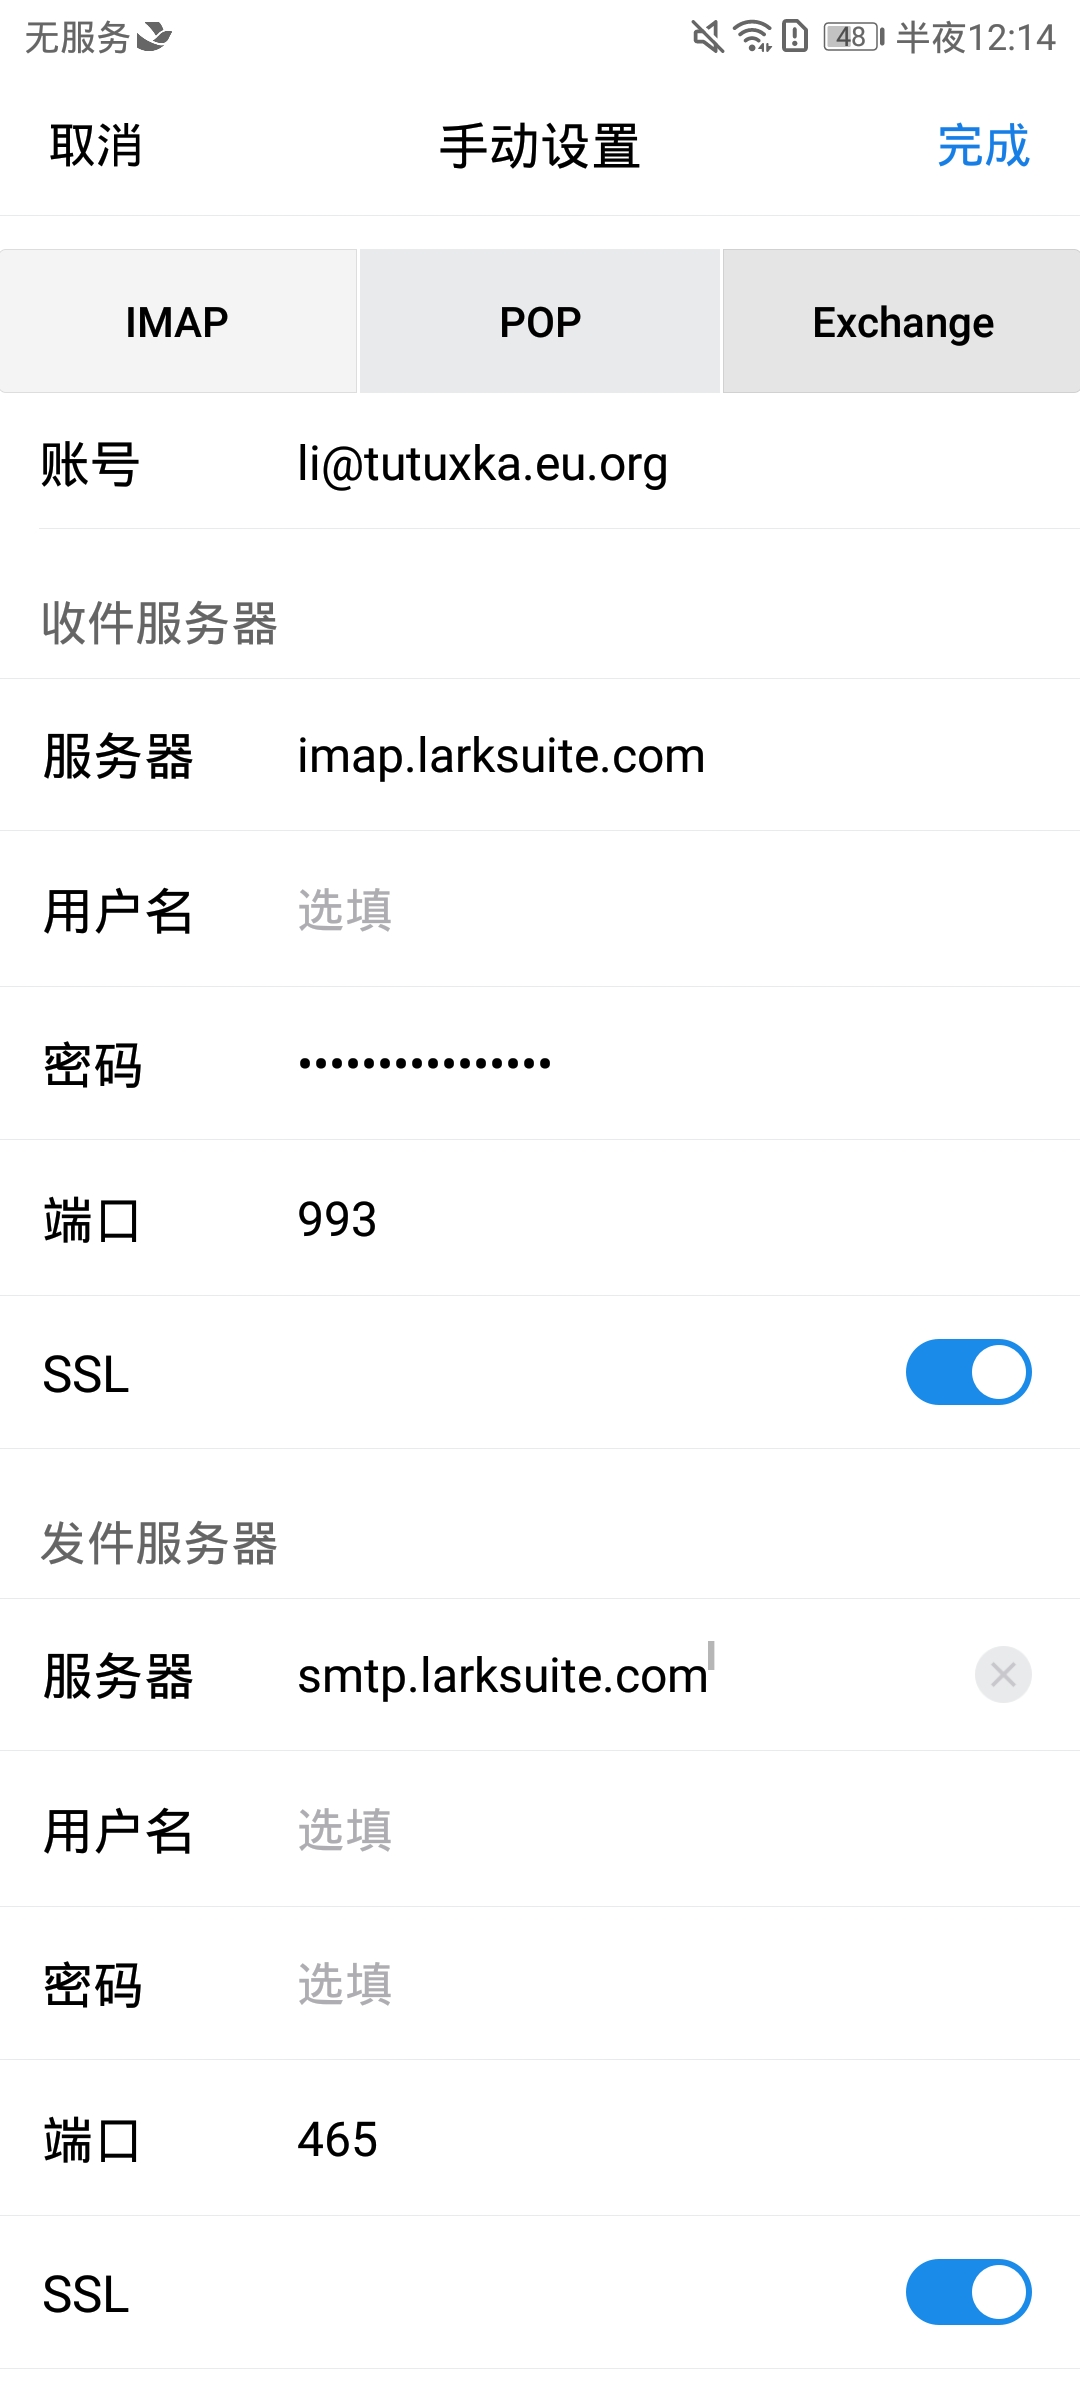 无服务 48 半夜12:14
取消 手动设置 完成
IMAP POP Exchange
账号 li@tutuxka.eu.org
收件服务器
服务器 imap.larksuite.com
用户名 选填
密码 ••••••••••••••••
端口 993
SSL
发件服务器
服务器 smtp.larksuite.com
用户名 选填
密码 选填
端口 465
SSL